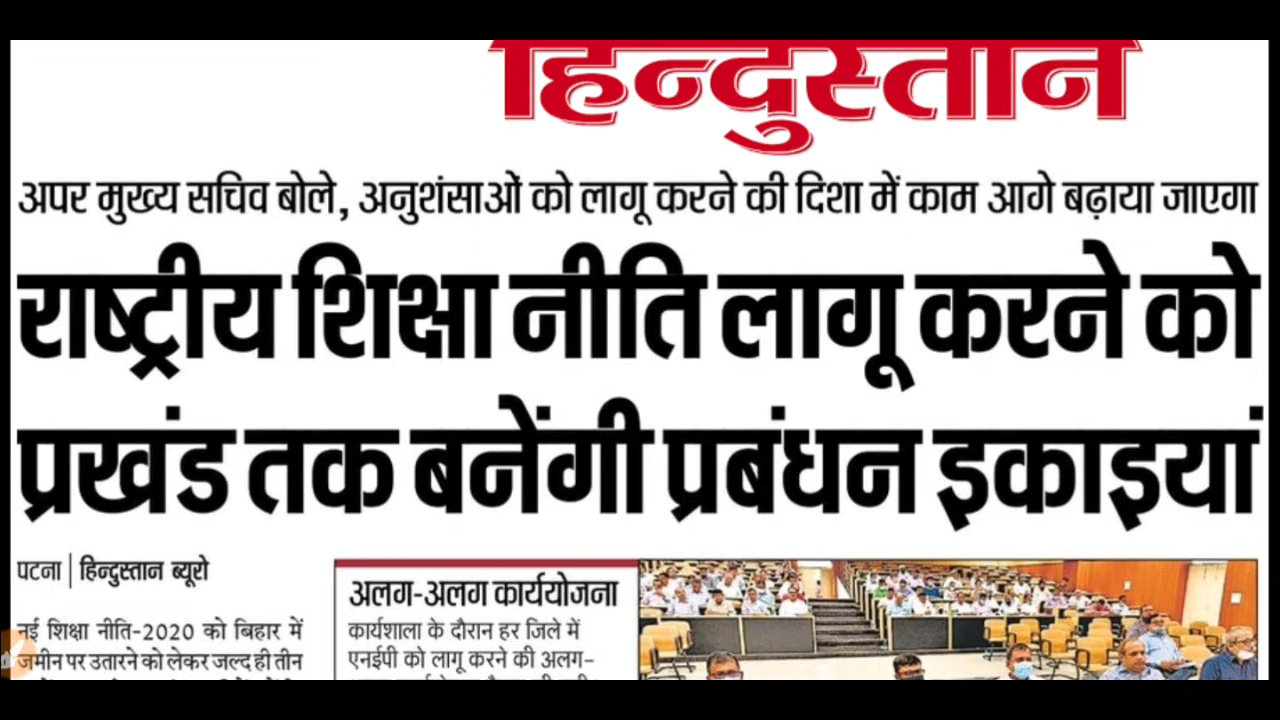 हिन्दुस्तान
अपर मुख्य सचिव बोले, अनुशंसाओं को लागू करने की दिशा में काम आगे बढ़ाया जाएगा
राष्ट्रीय शिक्षा नीति लागू करने को
प्रखंड तक बनेंगी प्रबंधन इकाइयां
पटना | हिन्दुस्तान ब्यूरो
नई शिक्षा नीति-2020 को बिहार में
जमीन पर उतारने को लेकर जल्द ही तीन
अलग-अलग कार्ययोजना
कार्यशाला के दौरान हर जिले में
एनईपी को लागू करने की अलग-